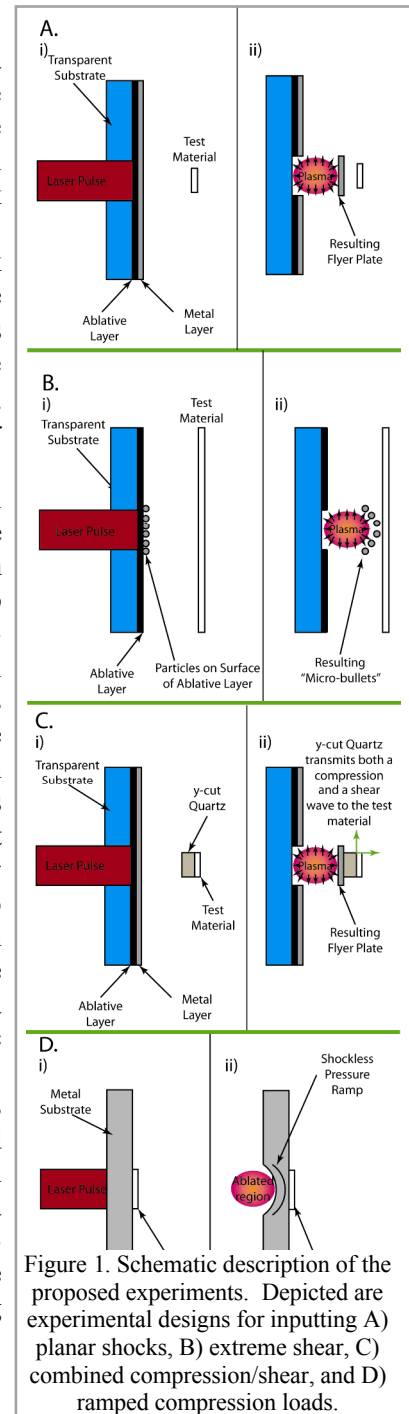 A.
i)
ii)
Transparent
Substrate
Test
Material
Laser Pulse
Plasma
Resulting
Flyer Plate
Ablative
Layer
Metal
Layer
B.
i)
ii)
Test
Material
Transparent
Substrate
Laser Pulse
Plasma
Ablative
Layer
Particles on Surface
of Ablative Layer
Resulting
"Micro-bullets"
C.
i)
ii)
y-cut Quartz
transmits both a
compression
and a shear
wave to the test
material
Transparent
Substrate
y-cut
Quartz
Laser Pulse
Plasma
Test
Material
Resulting
Flyer Plate
Ablative
Layer
Metal
Layer
D.
i)
ii)
Shockless
Pressure
Ramp
Metal
Substrate
Laser Pulse
Ablated
region
Figure 1. Schematic description of the
proposed experiments. Depicted are
experimental designs for inputting A)
planar shocks, B) extreme shear, C)
combined compression/shear, and D)
ramped compression loads.